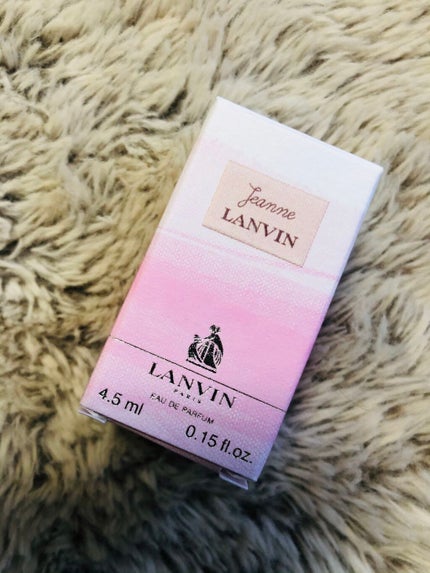 Jeanne
LANVIN
LANVIN
PARIS
EAU DE PARFUM
4.5 ml
0.15 fl.oz.